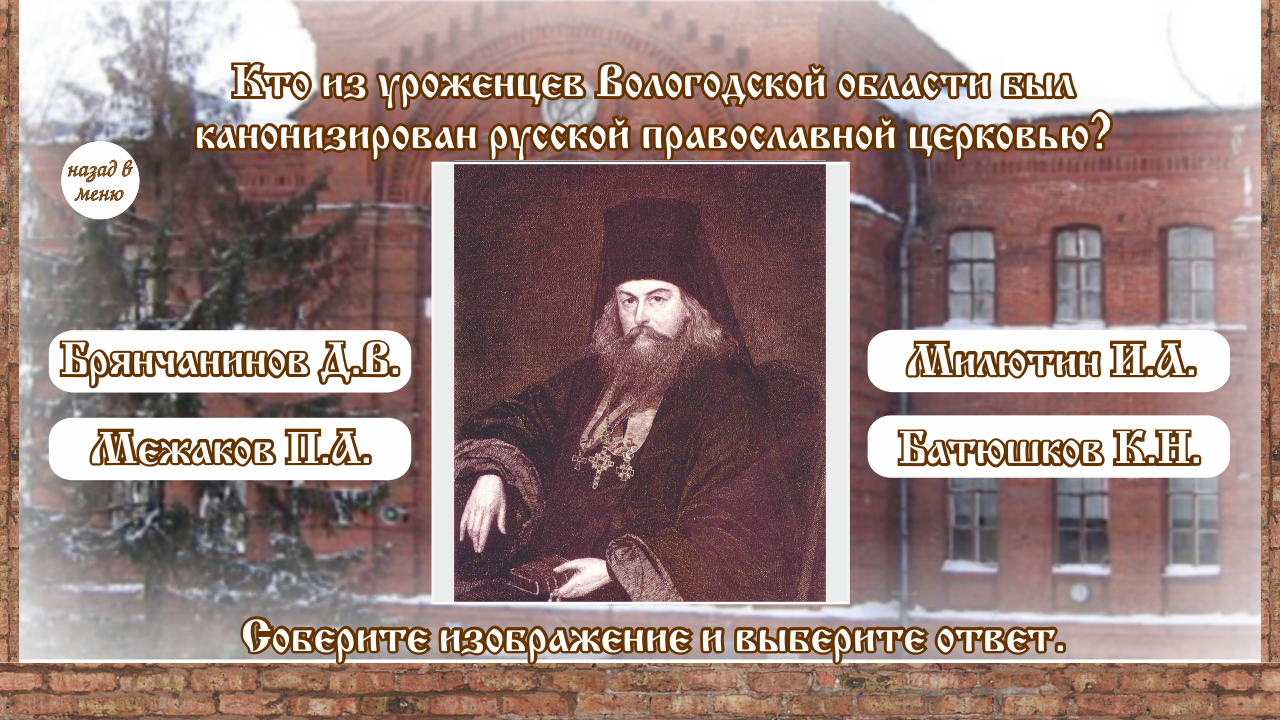 Кто из уроженцев Вологодской области был
канонизирован русской православной церковью?
назад в
меню
Брянчанинов Д.В.
Межаков П.А.
Милютин И.А.
Батюшков К.Н.
Соберите изображение и выберите ответ.